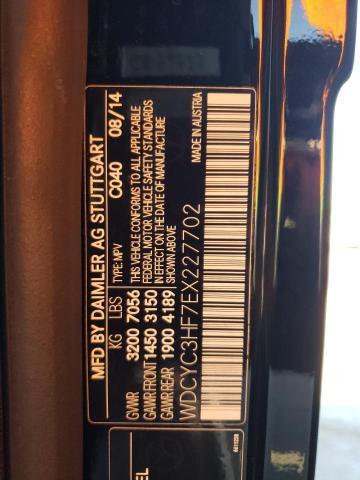 MFD BY DAIMLER AG STUTTGART
TYPE: MPV C040 08/14
KG LBS
GVWR 3200 7056
GAWR FRONT 1450 3150
GAWR REAR 1900 4189
THIS VEHICLE CONFORMS TO ALL APPLICABLE
FEDERAL MOTOR VEHICLE SAFETY STANDARDS
IN EFFECT ON THE DATE OF MANUFACTURE
WDCYC3HF7EX227702
MADE IN AUSTRIA
EL